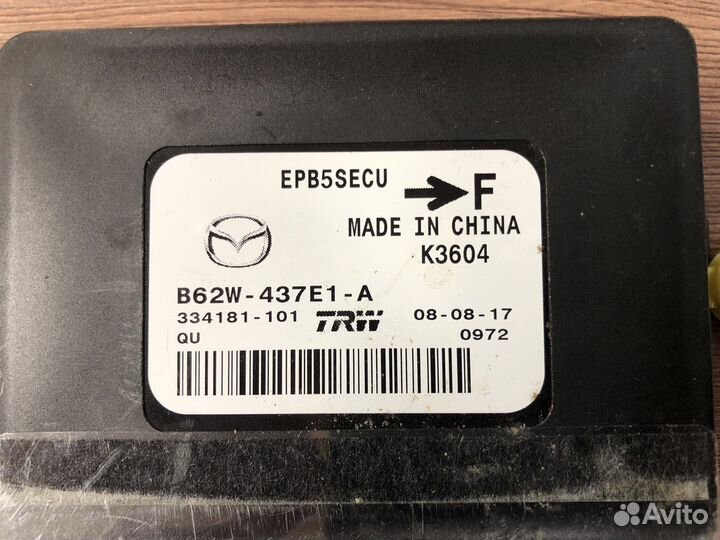 EPB5SECU
F
MADE IN CHINA
K3604
B62W-437E1-A
334181-101 TRW 08-08-17
QU 0972
Avito